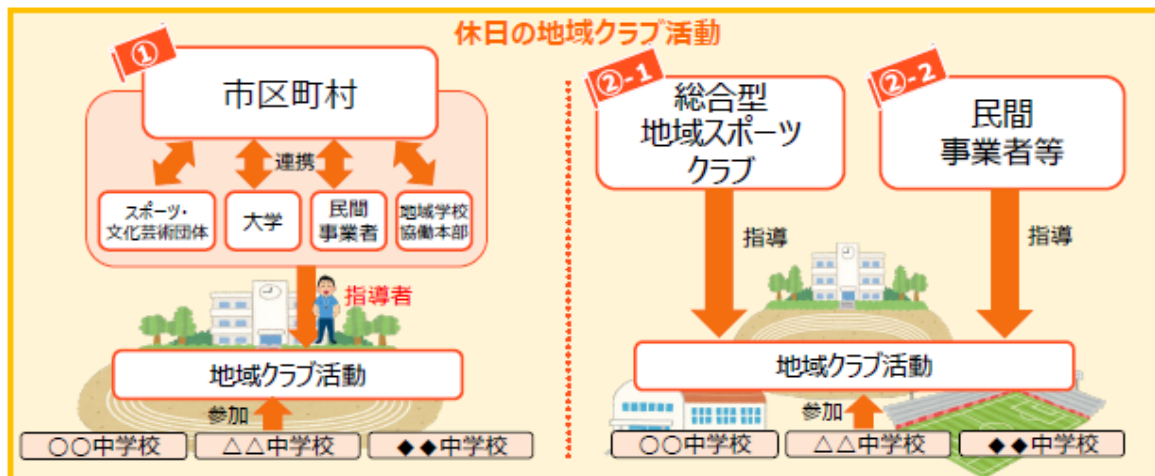 休日の地域クラブ活動
①
市区町村
連携
スポーツ・
文化芸術団体
大学
民間
事業者
地域学校
協働本部
指導者
地域クラブ活動
参加
○○中学校
△△中学校
◆◆中学校
②-1
総合型
地域スポーツ
クラブ
②-2
民間
事業者等
指導
指導
地域クラブ活動
参加
○○中学校
△△中学校
◆◆中学校